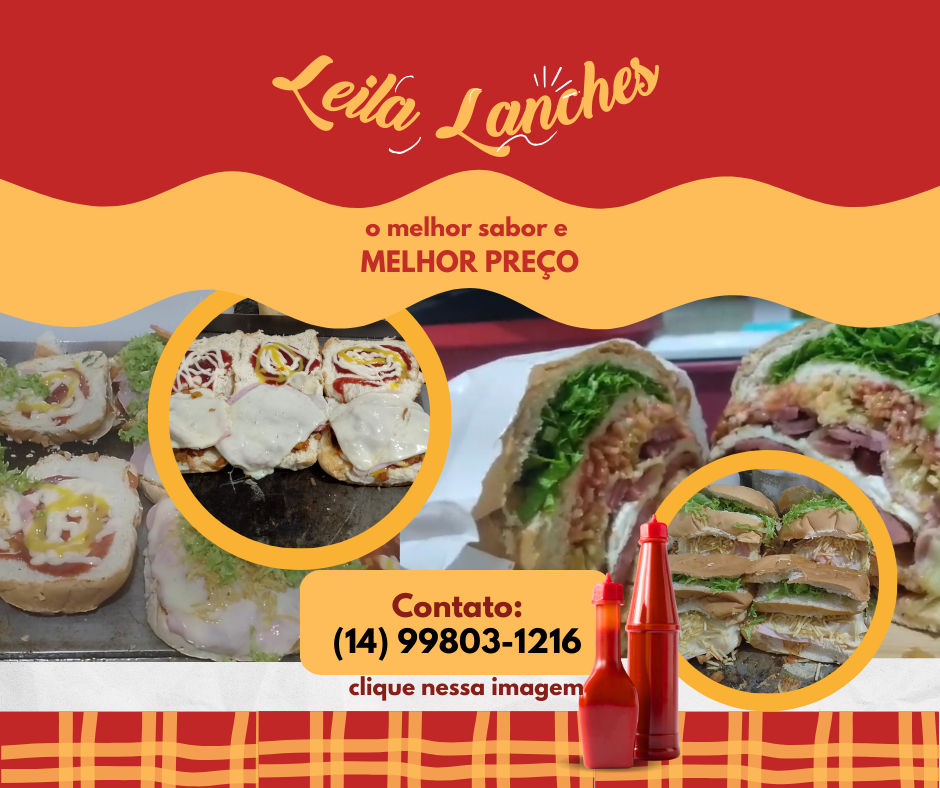 Leila Lanches
o melhor sabor e
MELHOR PREÇO
Contato:
(14) 99803-1216
clique nessa imagem